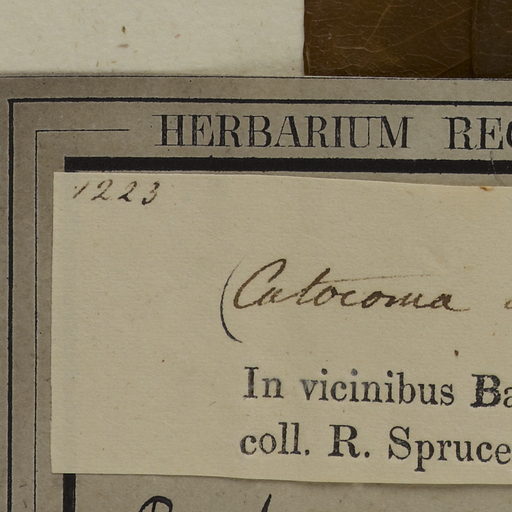 HERBARIUM REG
1223
(Catocoma
In vicinibus Ba
coll. R. Spruce